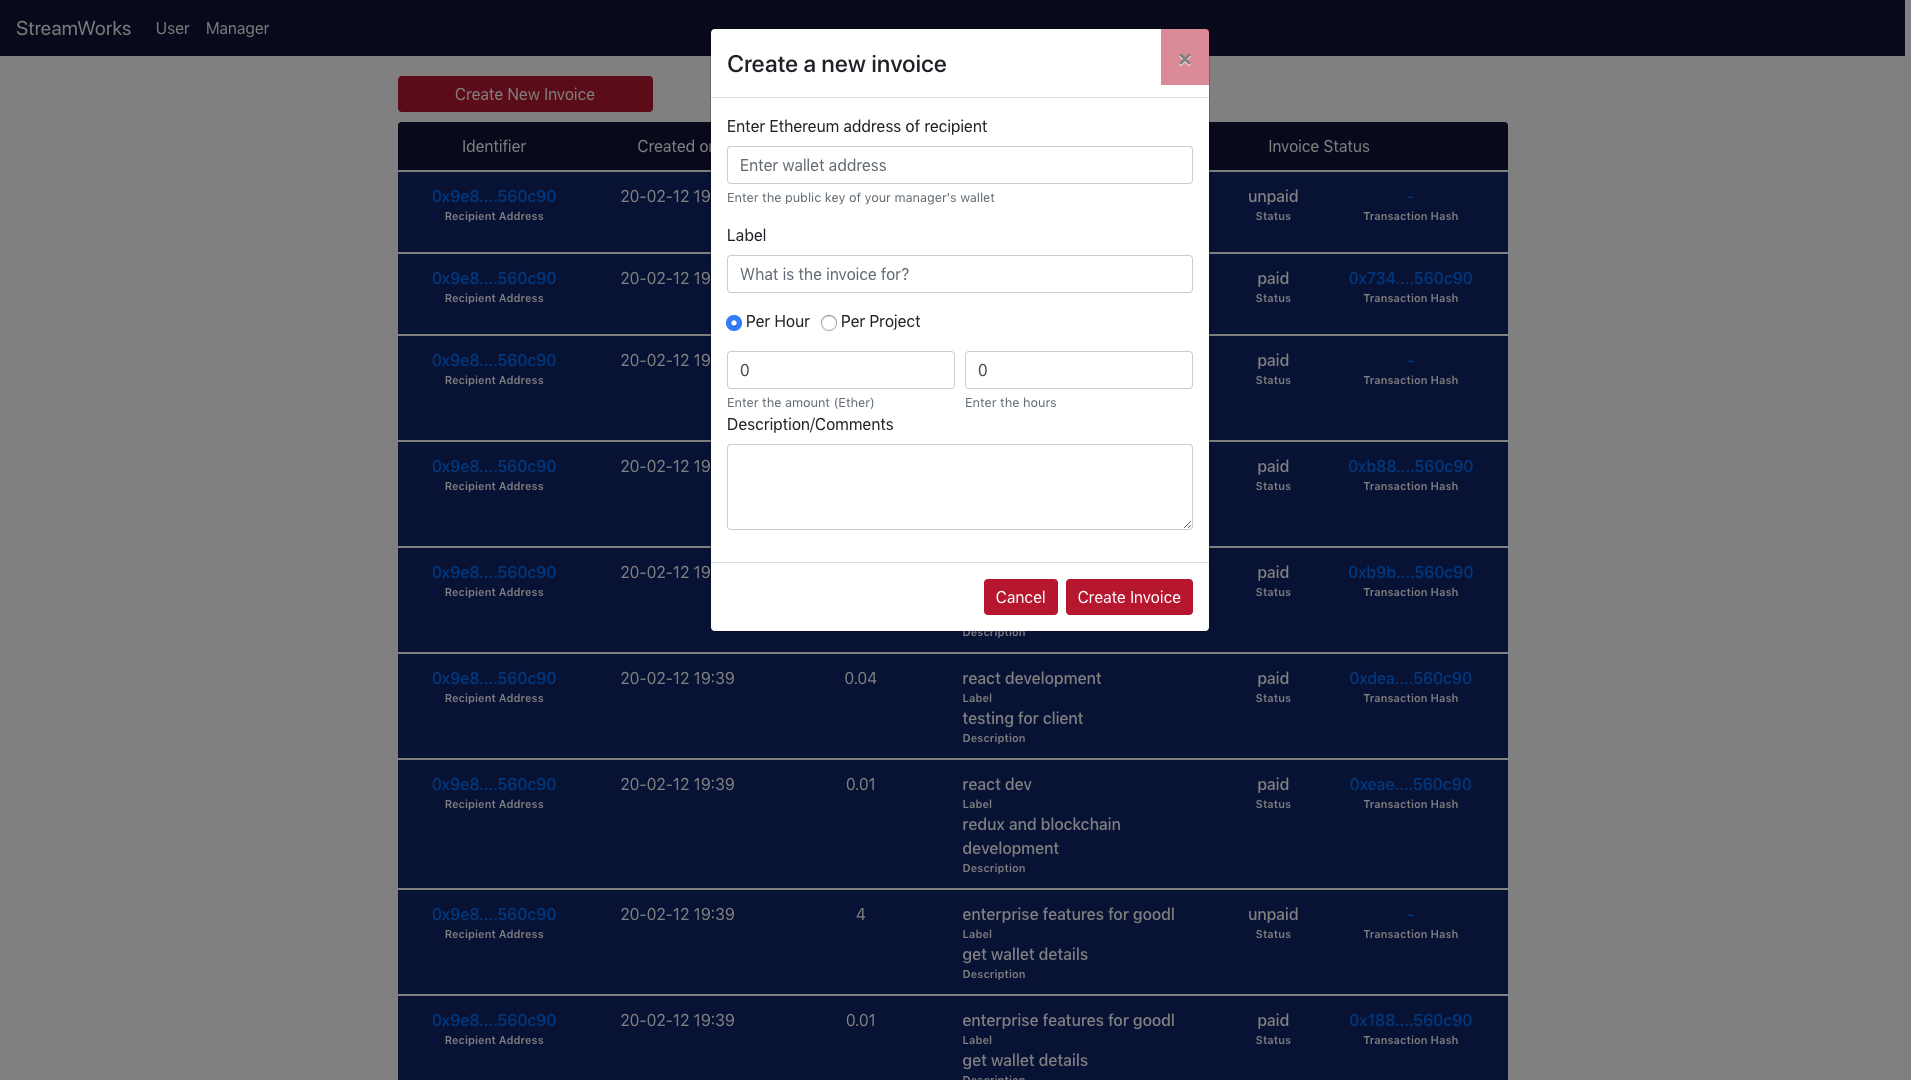 StreamWorks User Manager
Create a new invoice ×
Create New Invoice
Enter Ethereum address of recipient
Identifier Created Invoice Status
Enter wallet address
0x9e8....560c90 20-02-12 19 unpaid -
Enter the public key of your manager's wallet
Recipient Address Status Transaction Hash
Label
What is the invoice for?
0x9e8....560c90 20-02-12 19 paid 0x734....560c90
Recipient Address Status Transaction Hash
Per Hour Per Project
0x9e8....560c90 20-02-12 19 0 0 paid -
Recipient Address Status Transaction Hash
Enter the amount (Ether) Enter the hours
Description/Comments
0x9e8....560c90 20-02-12 19 paid 0xb88....560c90
Recipient Address Status Transaction Hash
0x9e8....560c90 20-02-12 19 paid 0xb9b....560c90
Recipient Address Status Transaction Hash
Cancel Create Invoice
Description
0x9e8....560c90 20-02-12 19:39 0.04 react development paid 0xdea....560c90
Recipient Address Label Status Transaction Hash
testing for client
Description
0x9e8....560c90 20-02-12 19:39 0.01 react dev paid 0xeae....560c90
Recipient Address Label Status Transaction Hash
redux and blockchain
development
Description
0x9e8....560c90 20-02-12 19:39 4 enterprise features for goodl unpaid -
Recipient Address Label Status Transaction Hash
get wallet details
Description
0x9e8....560c90 20-02-12 19:39 0.01 enterprise features for goodl paid 0x188....560c90
Recipient Address Label Status Transaction Hash
get wallet details
Description